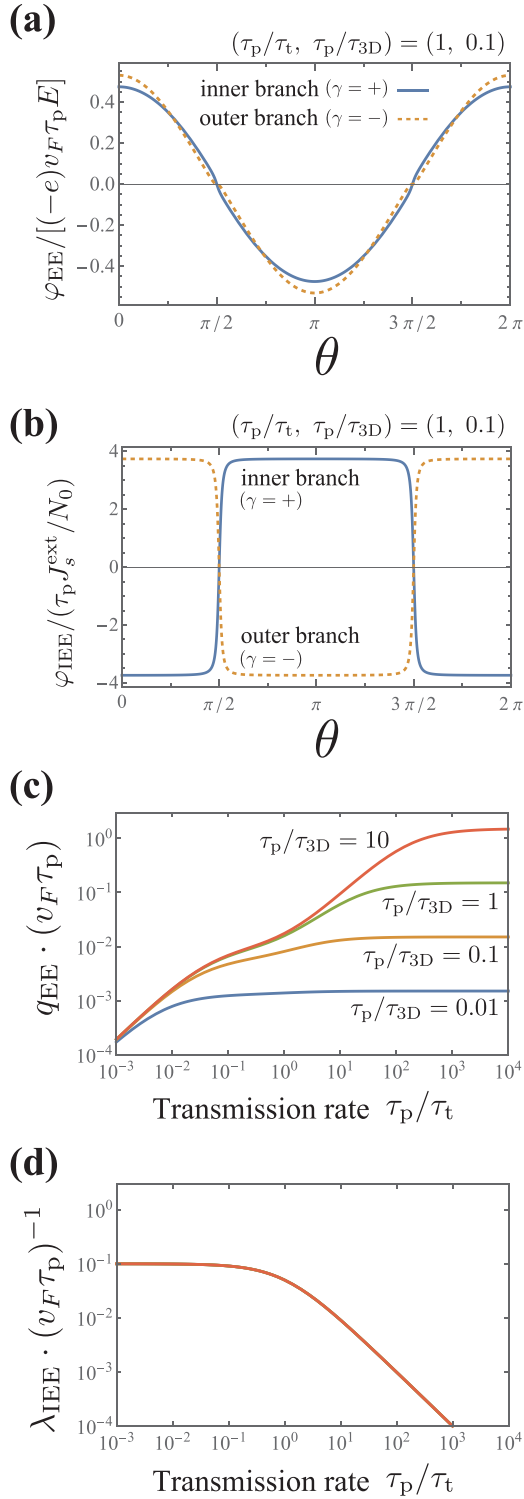 (a)
(τp/τt, τp/τ3D) = (1, 0.1)
inner branch (γ = +)
outer branch (γ = −)
φEE/[(−e)vFτpE]
0.4
0.2
0.0
−0.2
−0.4
0 π/2 π 3π/2 2π
θ
(b)
(τp/τt, τp/τ3D) = (1, 0.1)
φIEE/(τpJs^ext/N0)
4
2
0
−2
−4
inner branch
(γ = +)
outer branch
(γ = −)
0 π/2 π 3π/2 2π
θ
(c)
qEE · (vFτp)
10^0
10^−1
10^−2
10^−3
10^−4
τp/τ3D = 10
τp/τ3D = 1
τp/τ3D = 0.1
τp/τ3D = 0.01
10^−3 10^−2 10^−1 10^0 10^1 10^2 10^3 10^4
Transmission rate τp/τt
(d)
λIEE · (vFτp)^−1
10^0
10^−1
10^−2
10^−3
10^−4
10^−3 10^−2 10^−1 10^0 10^1 10^2 10^3 10^4
Transmission rate τp/τt